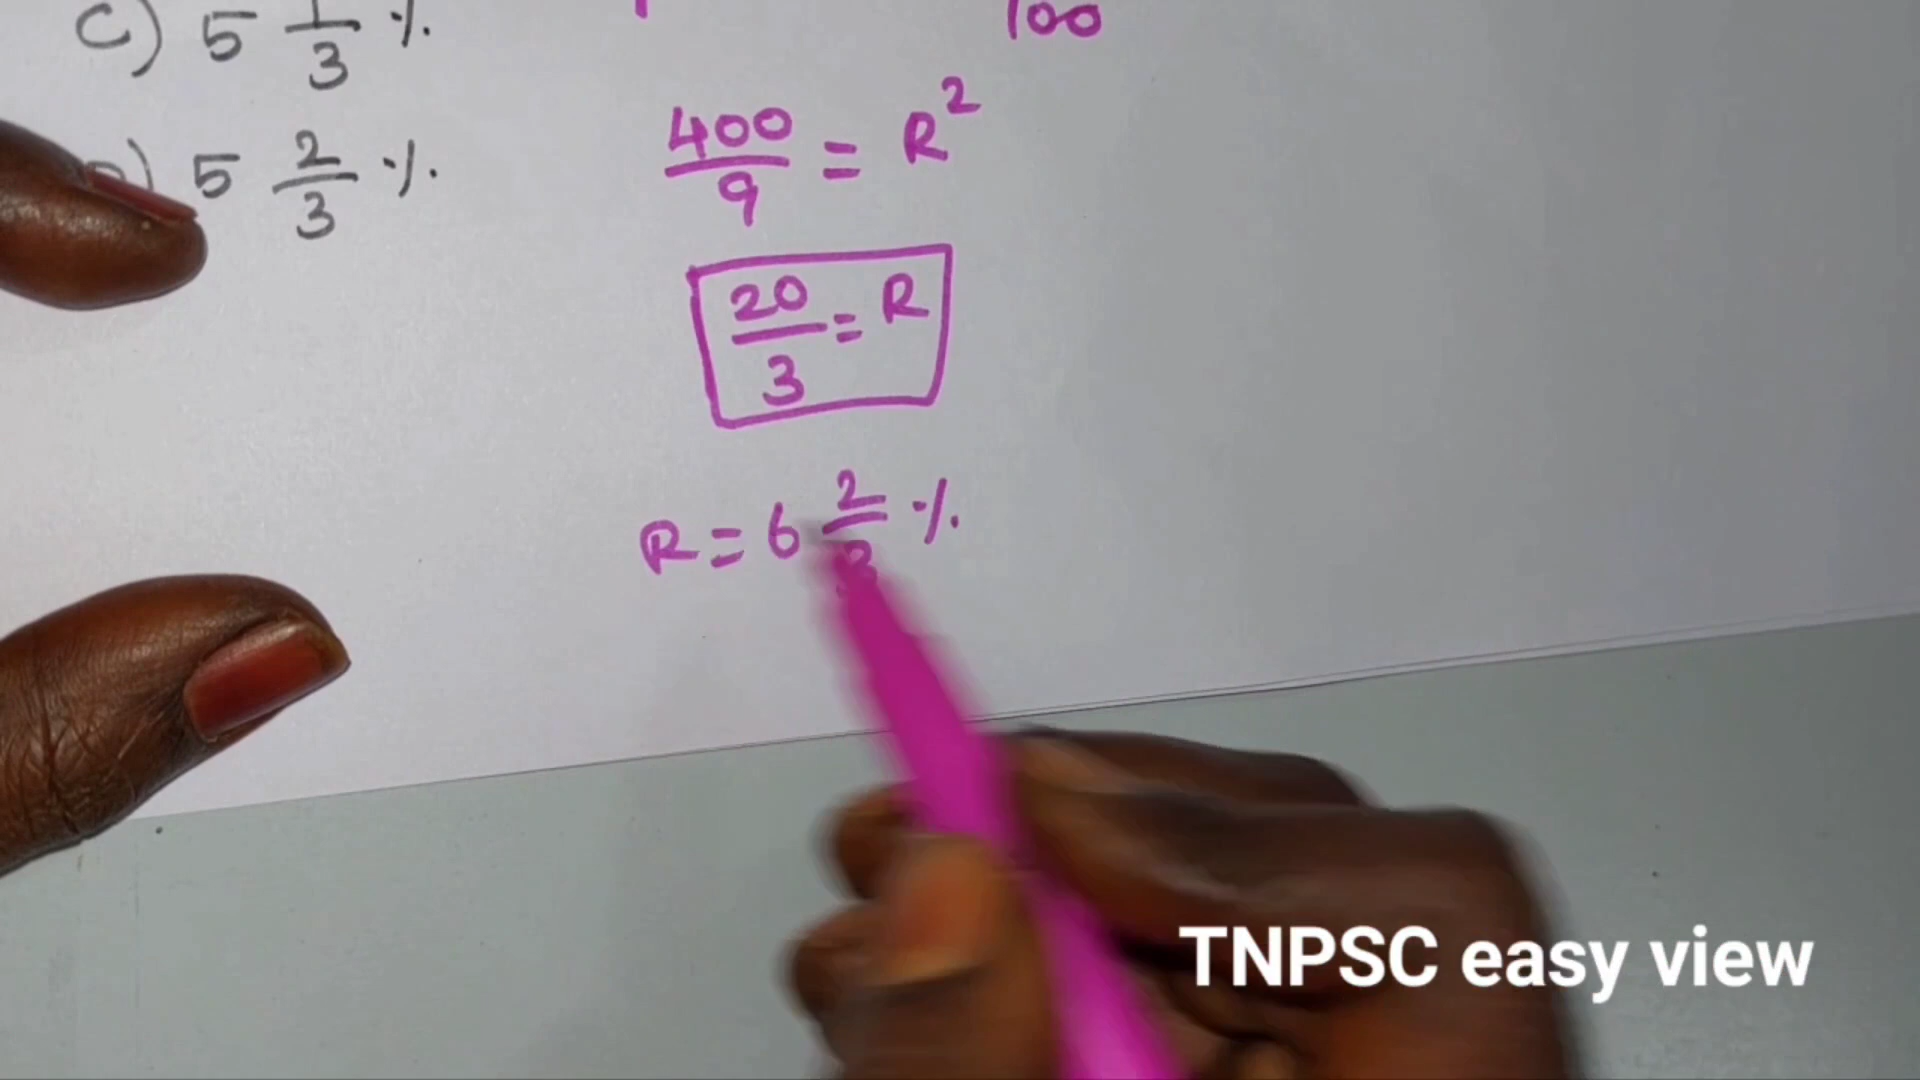 C) 5 1/3 %
100
D) 5 2/3 %
400/9 = R²
20/3 = R
R = 6 2/3 %
TNPSC easy view